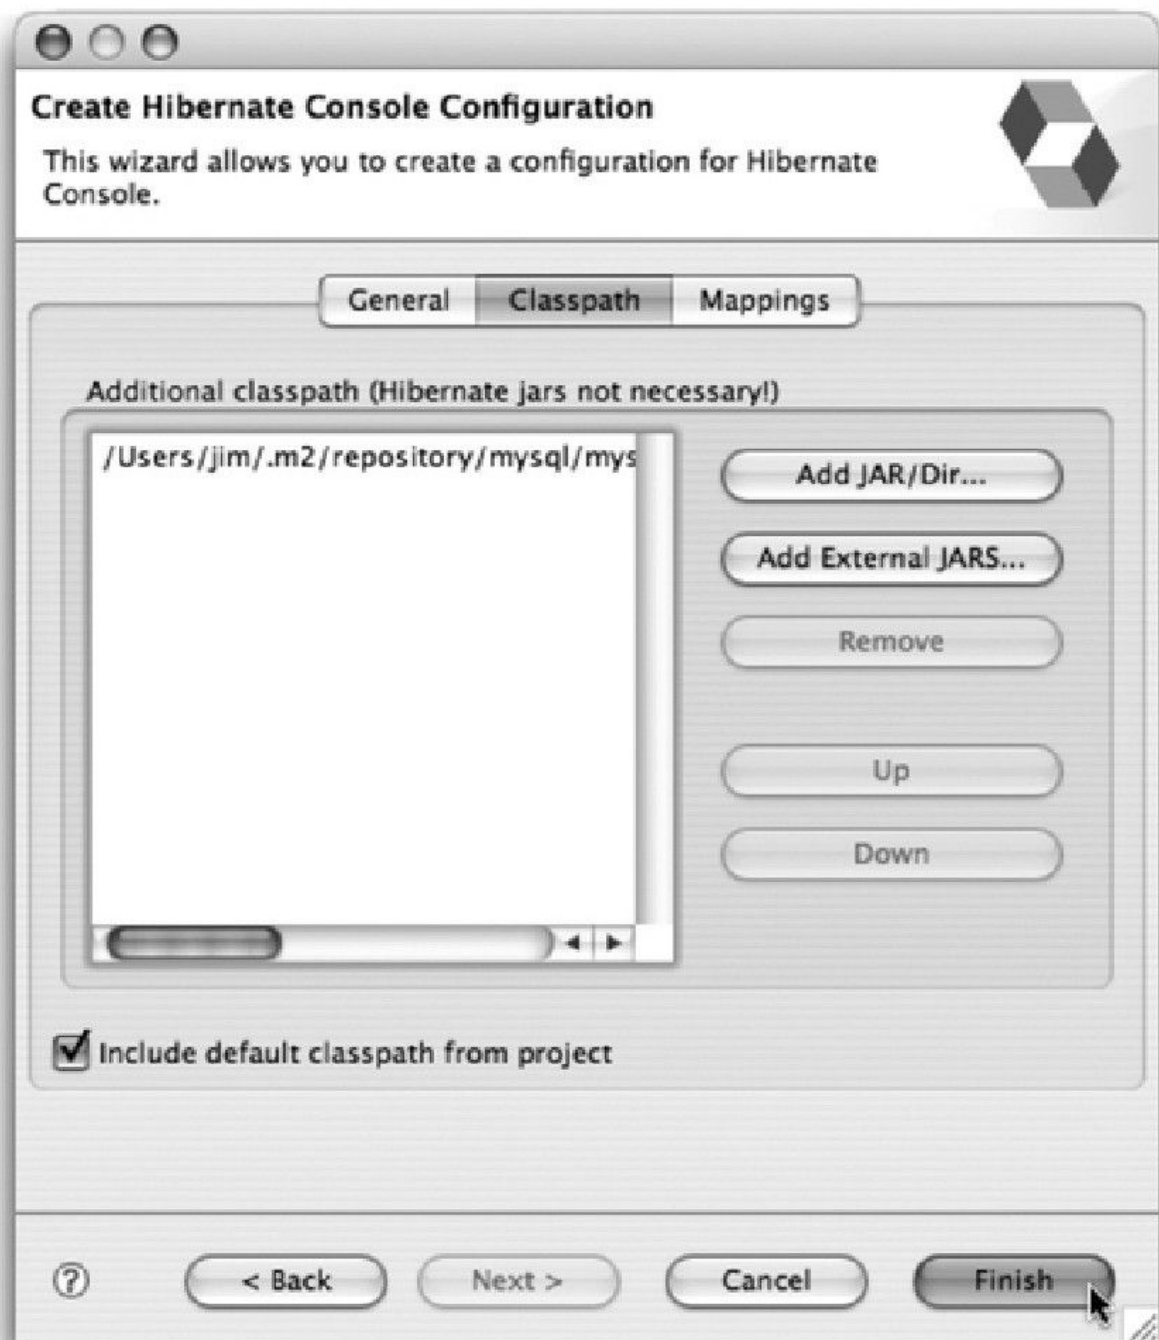 Create Hibernate Console Configuration
This wizard allows you to create a configuration for Hibernate
Console.
General Classpath Mappings
Additional classpath (Hibernate jars not necessary!)
/Users/jim/.m2/repository/mysql/mys
Add JAR/Dir...
Add External JARS...
Remove
Up
Down
Include default classpath from project
? < Back Next > Cancel Finish